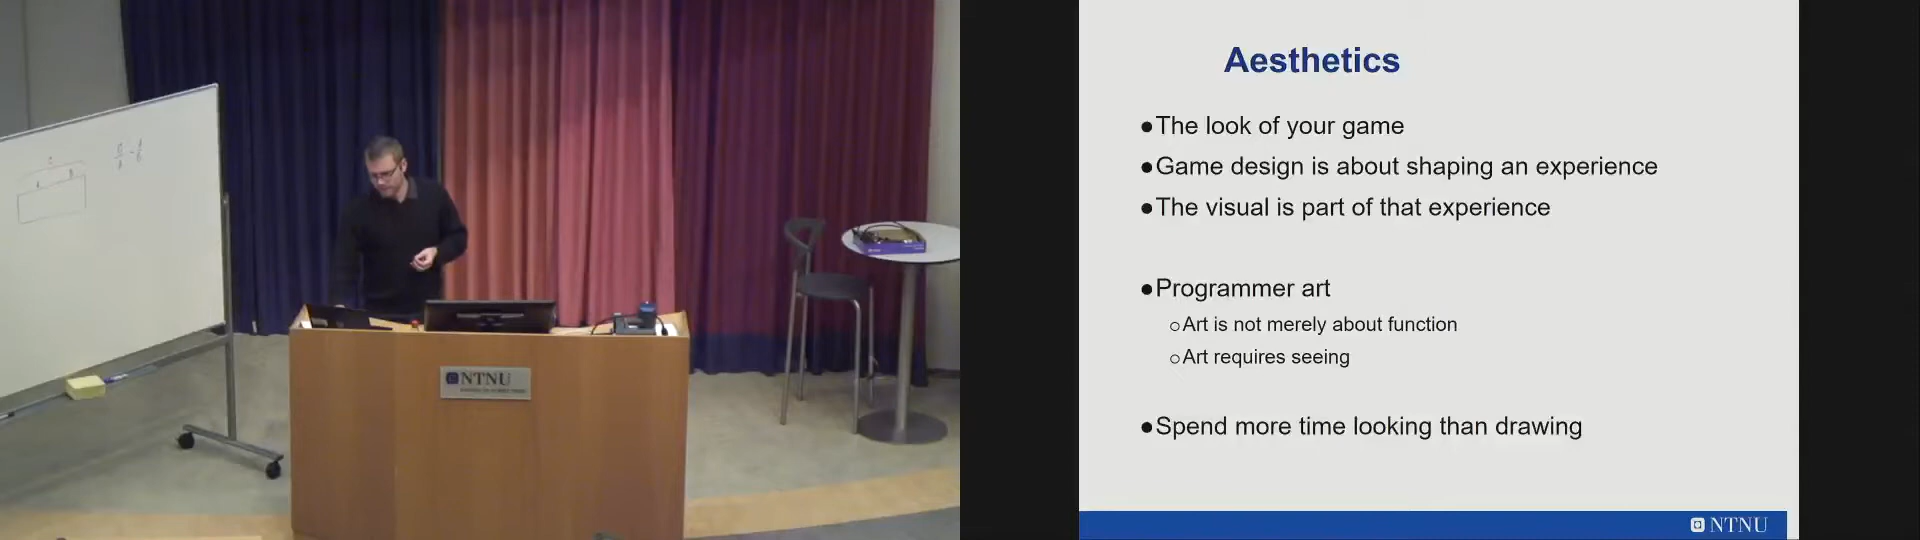 NTNU
Aesthetics
●The look of your game
●Game design is about shaping an experience
●The visual is part of that experience
●Programmer art
○Art is not merely about function
○Art requires seeing
●Spend more time looking than drawing
NTNU